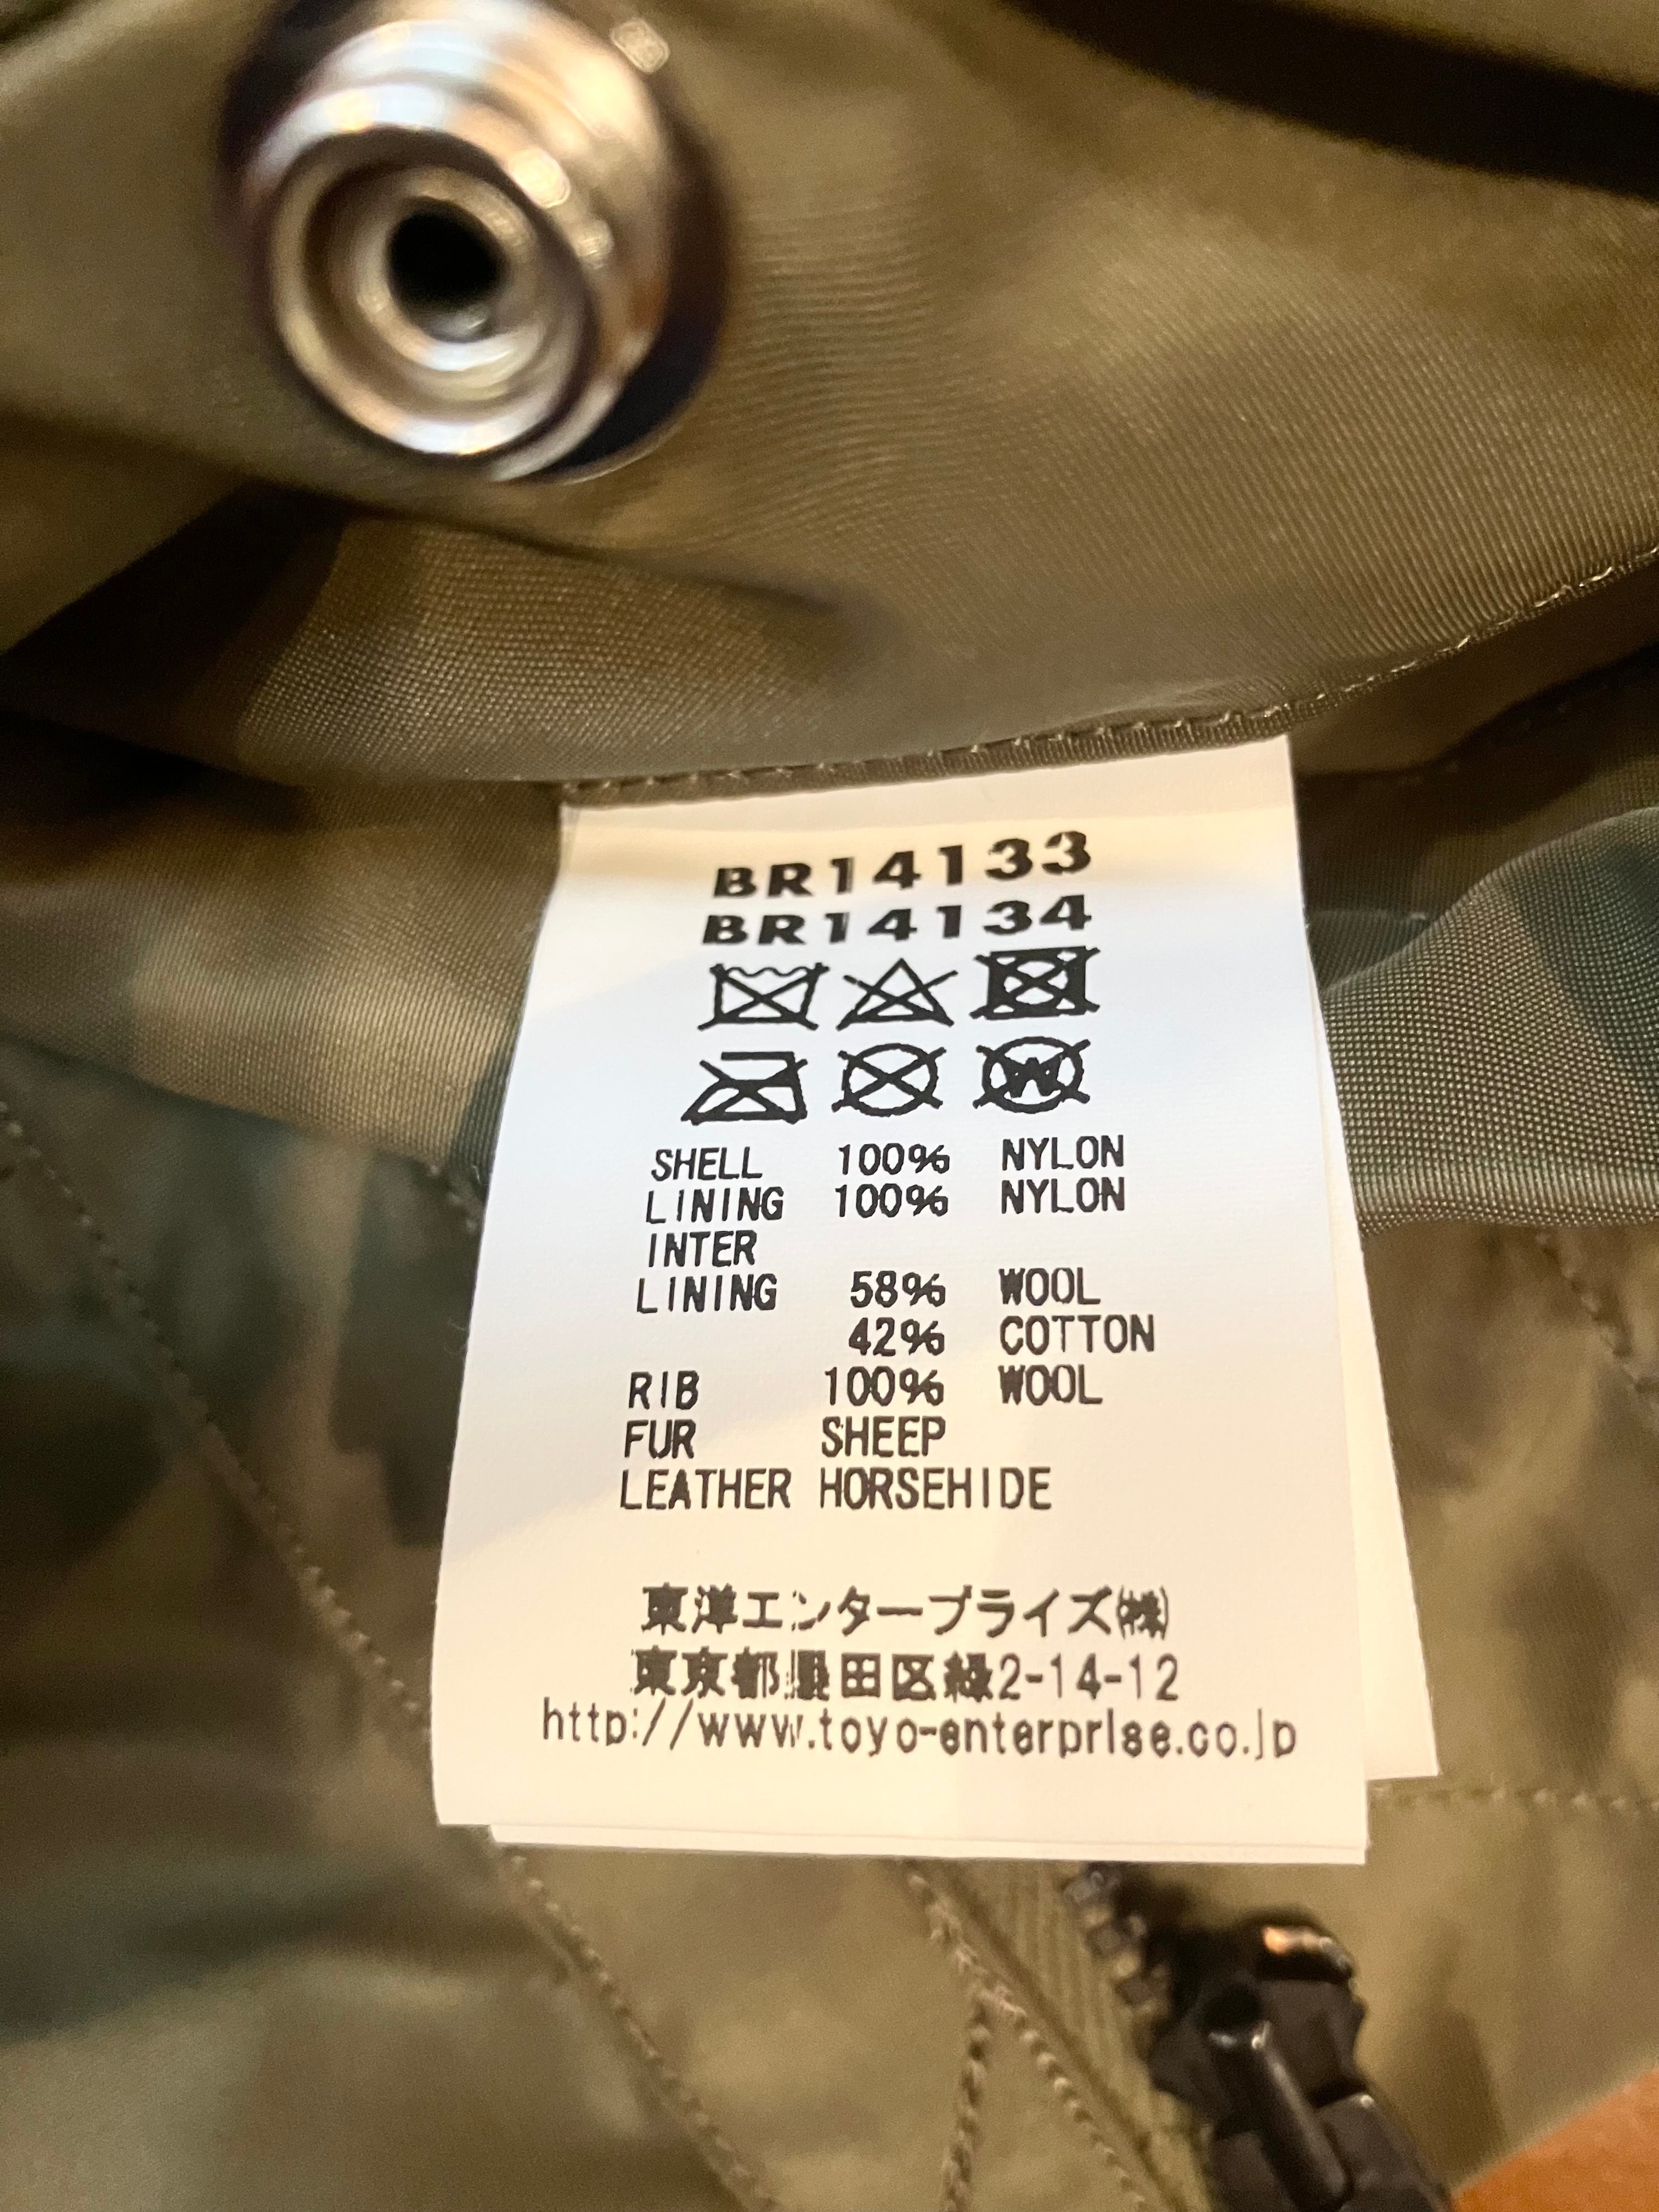 BR14133
BR14134
W
SHELL 100% NYLON
LINING 100% NYLON
INTER
LINING 58% WOOL
42% COTTON
RIB 100% WOOL
FUR SHEEP
LEATHER HORSEHIDE
東洋エンタープライズ㈱
東京都墨田区緑2-14-12
http://www.toyo-enterprise.co.jp